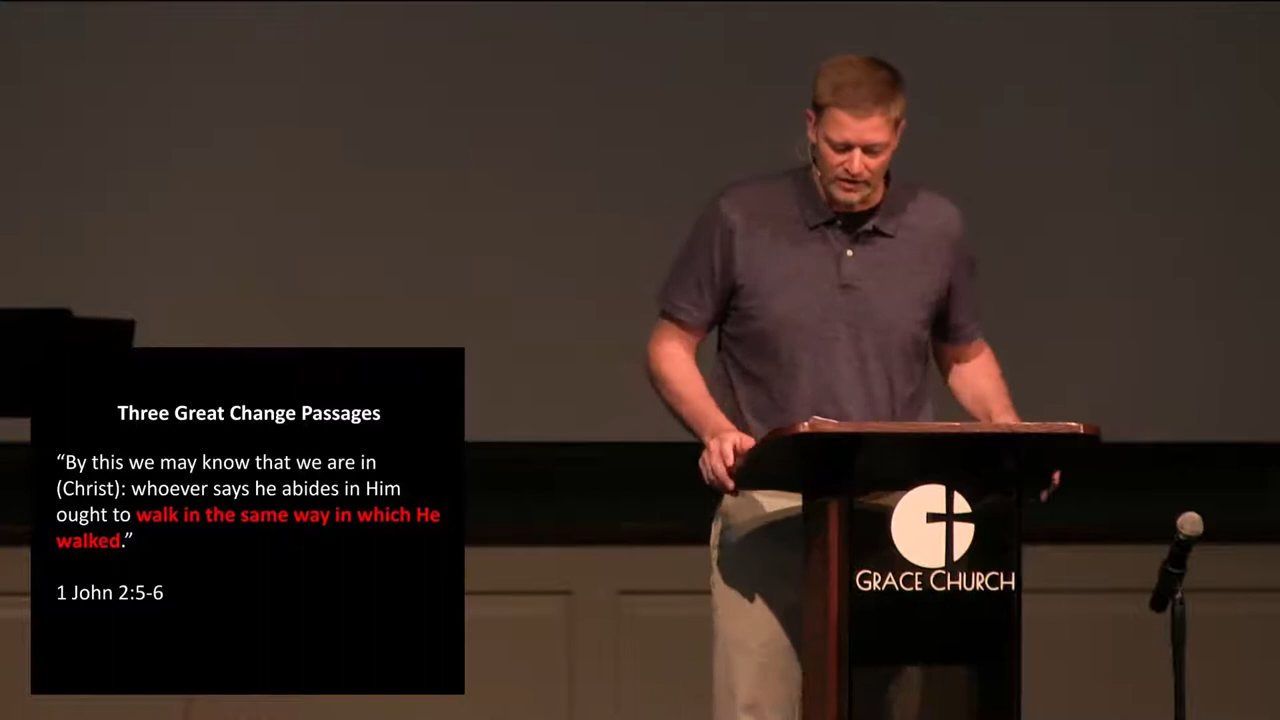 Three Great Change Passages
“By this we may know that we are in
(Christ): whoever says he abides in Him
ought to walk in the same way in which He
walked.”
1 John 2:5-6
GRACE CHURCH